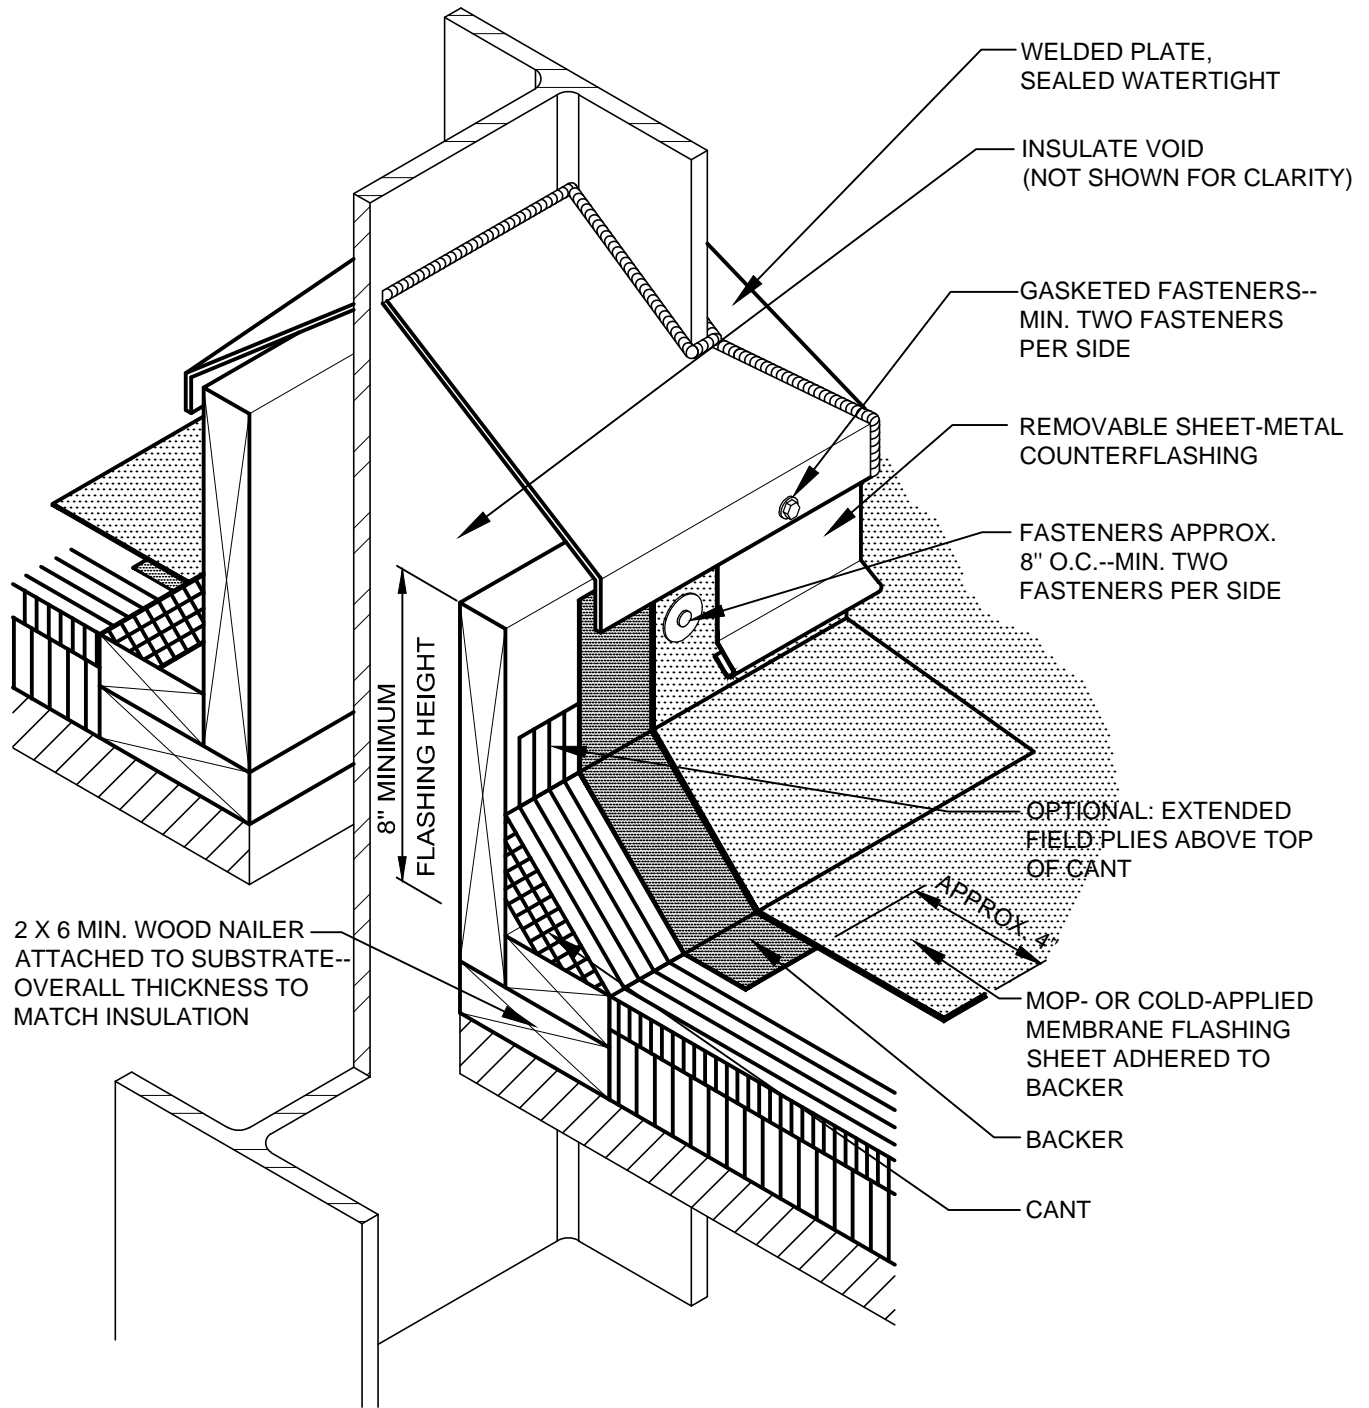 WELDED PLATE,
SEALED WATERTIGHT
INSULATE VOID
(NOT SHOWN FOR CLARITY)
GASKETED FASTENERS--
MIN. TWO FASTENERS
PER SIDE
REMOVABLE SHEET-METAL
COUNTERFLASHING
FASTENERS APPROX.
8" O.C.--MIN. TWO
FASTENERS PER SIDE
8" MINIMUM
FLASHING HEIGHT
OPTIONAL: EXTENDED
FIELD PLIES ABOVE TOP
OF CANT
APPROX. 4"
2 X 6 MIN. WOOD NAILER
ATTACHED TO SUBSTRATE--
OVERALL THICKNESS TO
MATCH INSULATION
MOP- OR COLD-APPLIED
MEMBRANE FLASHING
SHEET ADHERED TO
BACKER
BACKER
CANT